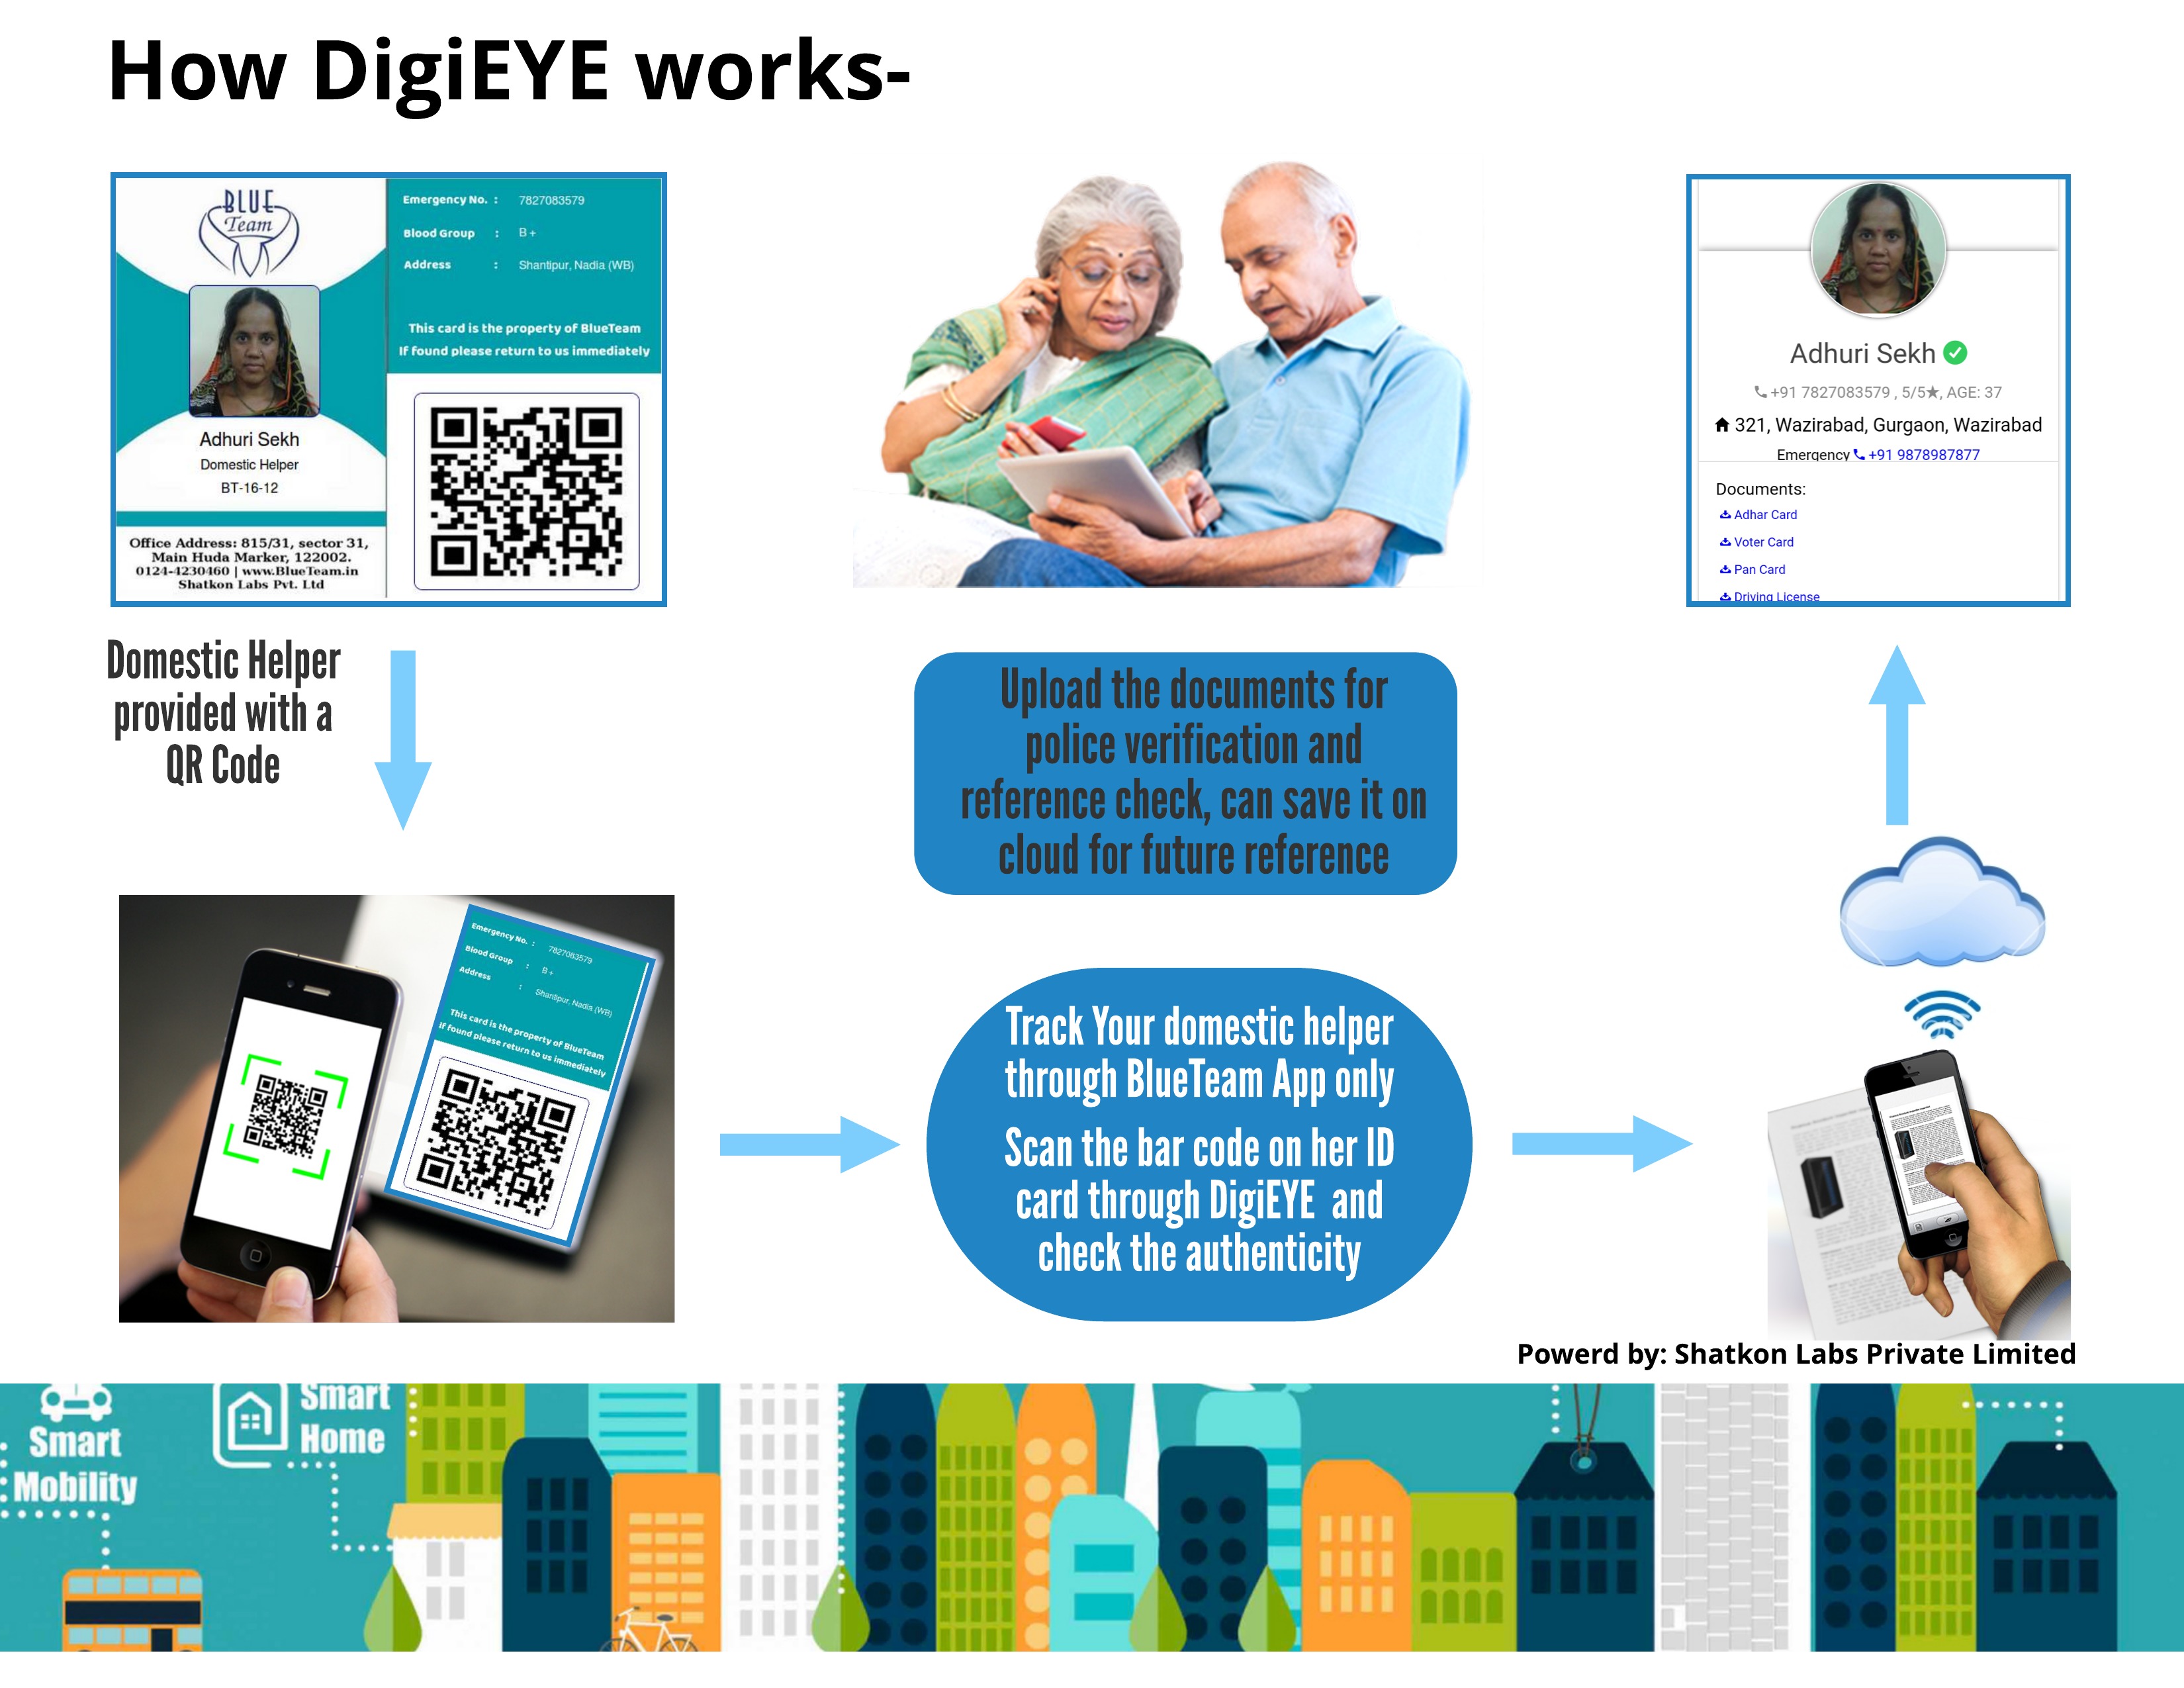 How DigiEYE works-
BLUE
Team
Adhuri Sekh
Domestic Helper
BT-16-12
Office Address: 815/31, sector 31,
Main Huda Marker, 122002.
0124-4230460 | www.BlueTeam.in
Shatkon Labs Pvt. Ltd
Emergency No. : 7827083579
Blood Group : B +
Address : Shantipur, Nadia (WB)
This card is the property of BlueTeam
If found please return to us immediately
Adhuri Sekh
+91 7827083579 , 5/5★, AGE: 37
321, Wazirabad, Gurgaon, Wazirabad
Emergency +91 9878987877
Documents:
Adhar Card
Voter Card
Pan Card
Driving License
Domestic Helper
provided with a
QR Code
Upload the documents for
police verification and
reference check, can save it on
cloud for future reference
Emergency No. : 7827083579
Blood Group : B +
Address : Shantipur, Nadia (WB)
This card is the property of BlueTeam
If found please return to us immediately
Track Your domestic helper
through BlueTeam App only
Scan the bar code on her ID
card through DigiEYE and
check the authenticity
Powerd by: Shatkon Labs Private Limited
Smart
Mobility
Smart
Home